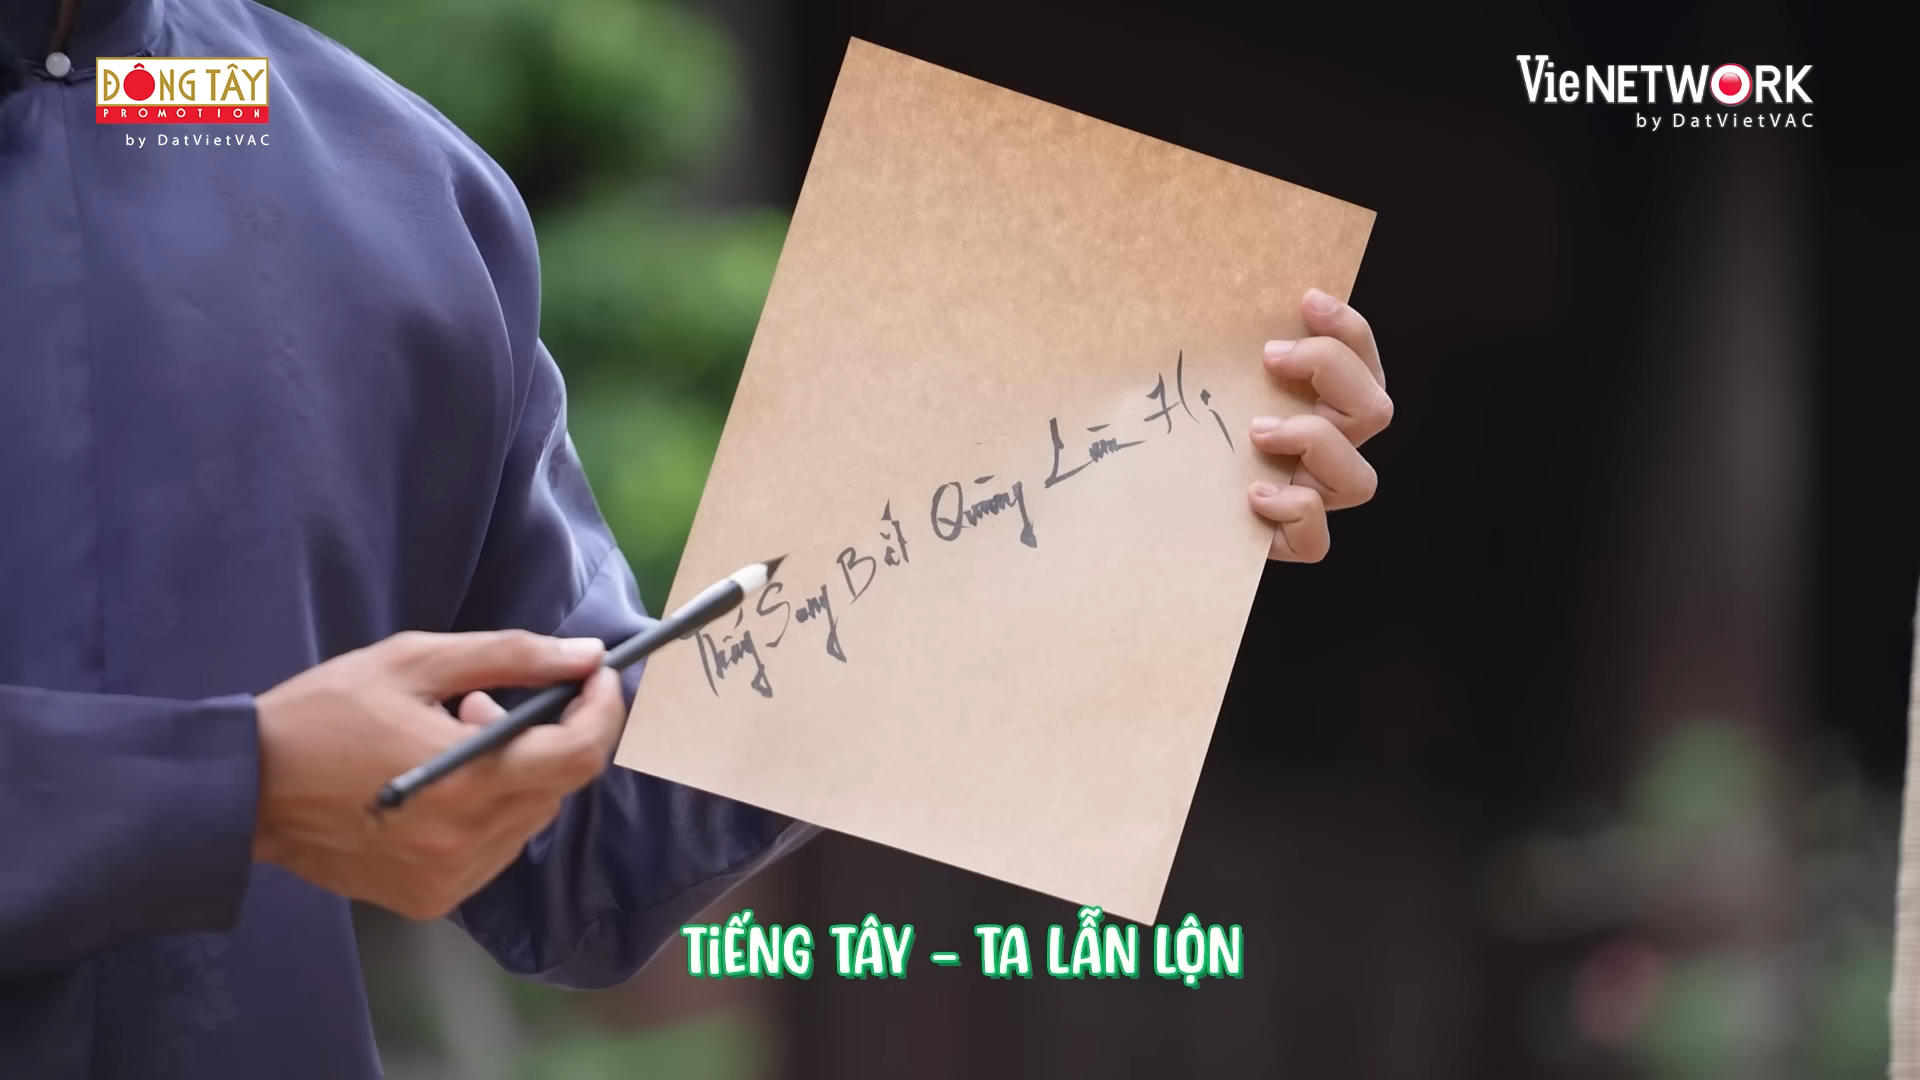 ĐÔNG TÂY
PROMOTION
by DatVietVAC
VieNETWORK
by DatVietVAC
Thấy Sang Bắt Quàng Làm Họ
TIẾNG TÂY - TA LẪN LỘN